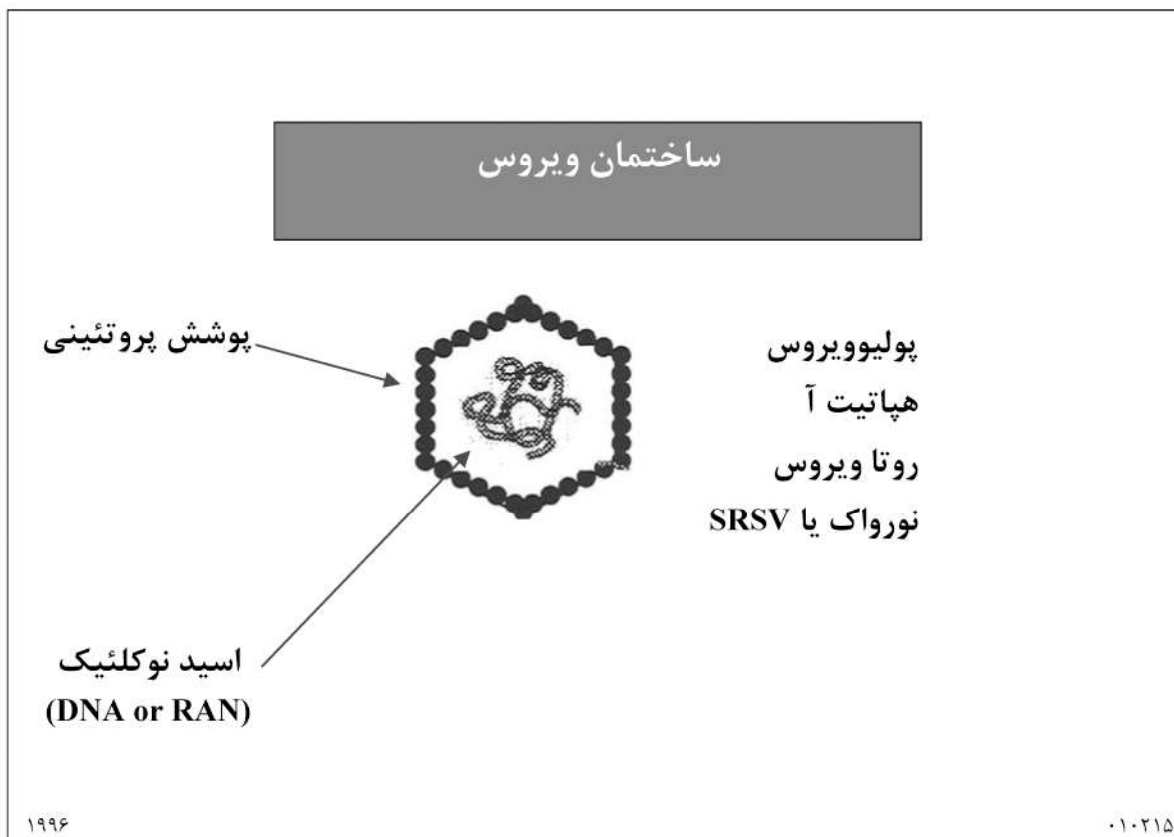 ساختمان ویروس
پولیوویروس
هپاتیت آ
روتا ویروس
نورواک یا SRSV
پوشش پروتئینی
اسید نوکلئیک
(DNA or RAN)
۰۱۰۲۱۵
۱۹۹۶